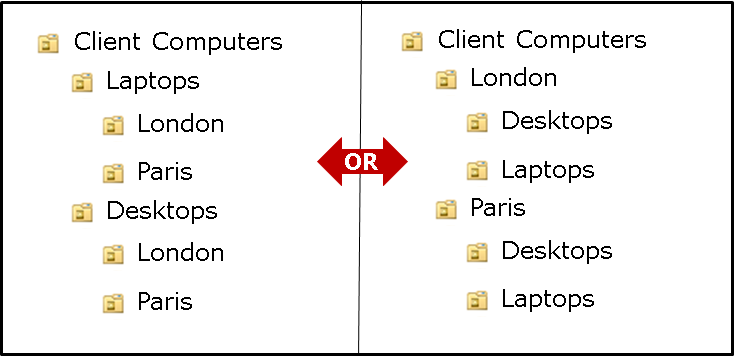 Client Computers
Laptops
London
Paris
Desktops
London
Paris
OR
Client Computers
London
Desktops
Laptops
Paris
Desktops
Laptops